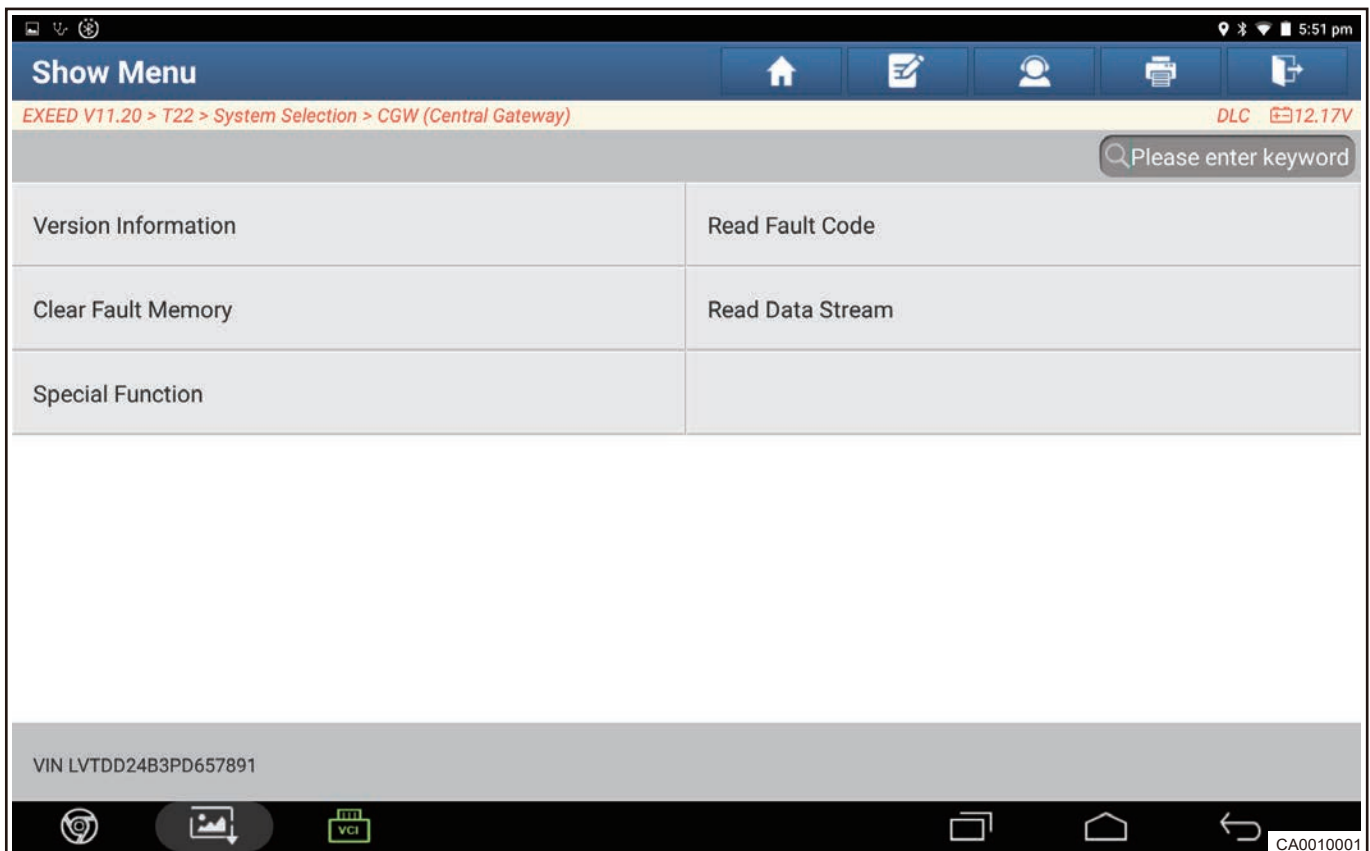 5:51 pm
Show Menu
EXEED V11.20 > T22 > System Selection > CGW (Central Gateway)
DLC 12.17V
Please enter keyword
Version Information
Read Fault Code
Clear Fault Memory
Read Data Stream
Special Function
VIN LVTDD24B3PD657891
VCI
CA0010001